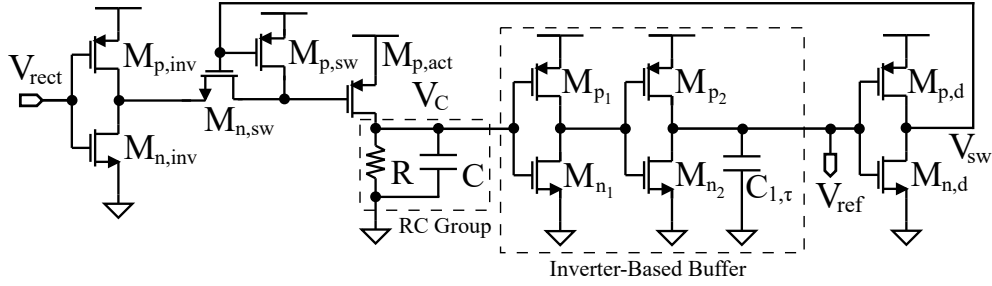 V_rect
M_p,inv
M_n,inv
M_n,sw
M_p,sw
M_p,act
V_C
R
C
RC Group
M_p₁
M_n₁
M_p₂
M_n₂
C_1,τ
Inverter-Based Buffer
V_ref
M_p,d
M_n,d
V_sw